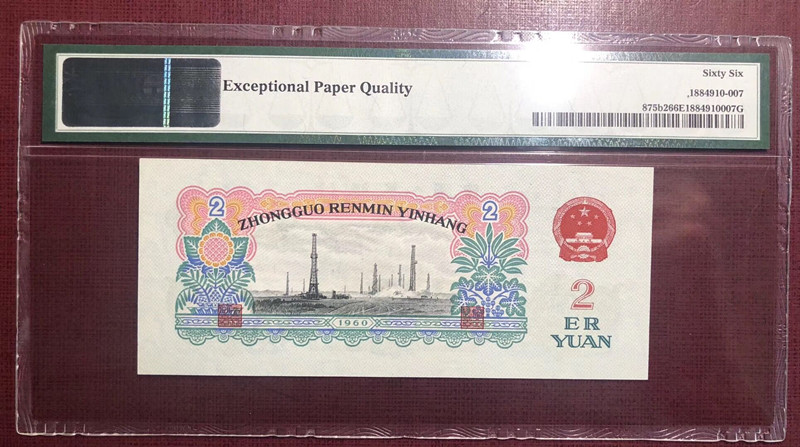 Exceptional Paper Quality
Sixty Six
1884910-007
875b266E1884910007G
2
2
ZHONGGUO RENMIN YINHANG
1960
2
ER
YUAN